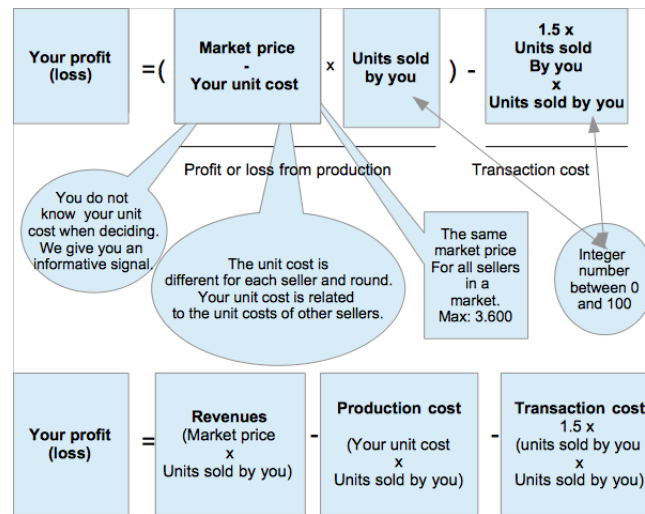 Your profit
(loss)
=(
Market price
-
Your unit cost
x
Units sold
by you
) -
1.5 x
Units sold
By you
x
Units sold by you
Profit or loss from production
Transaction cost
You do not
know your unit
cost when deciding.
We give you an
informative signal.
The unit cost is
different for each seller and round.
Your unit cost is related
to the unit costs of other sellers.
The same
market price
For all sellers
in a
market.
Max: 3.600
Integer
number
between 0
and 100
Your profit
(loss)
=
Revenues
(Market price
x
Units sold by you)
-
Production cost
(Your unit cost
x
Units sold by you)
-
Transaction cost
1.5 x
(units sold by you
x
Units sold by you)